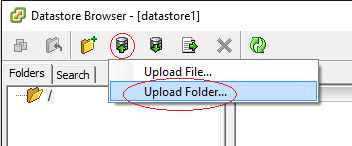 Datastore Browser - [datastore1]
Upload File...
Folders Search
Upload Folder...
/